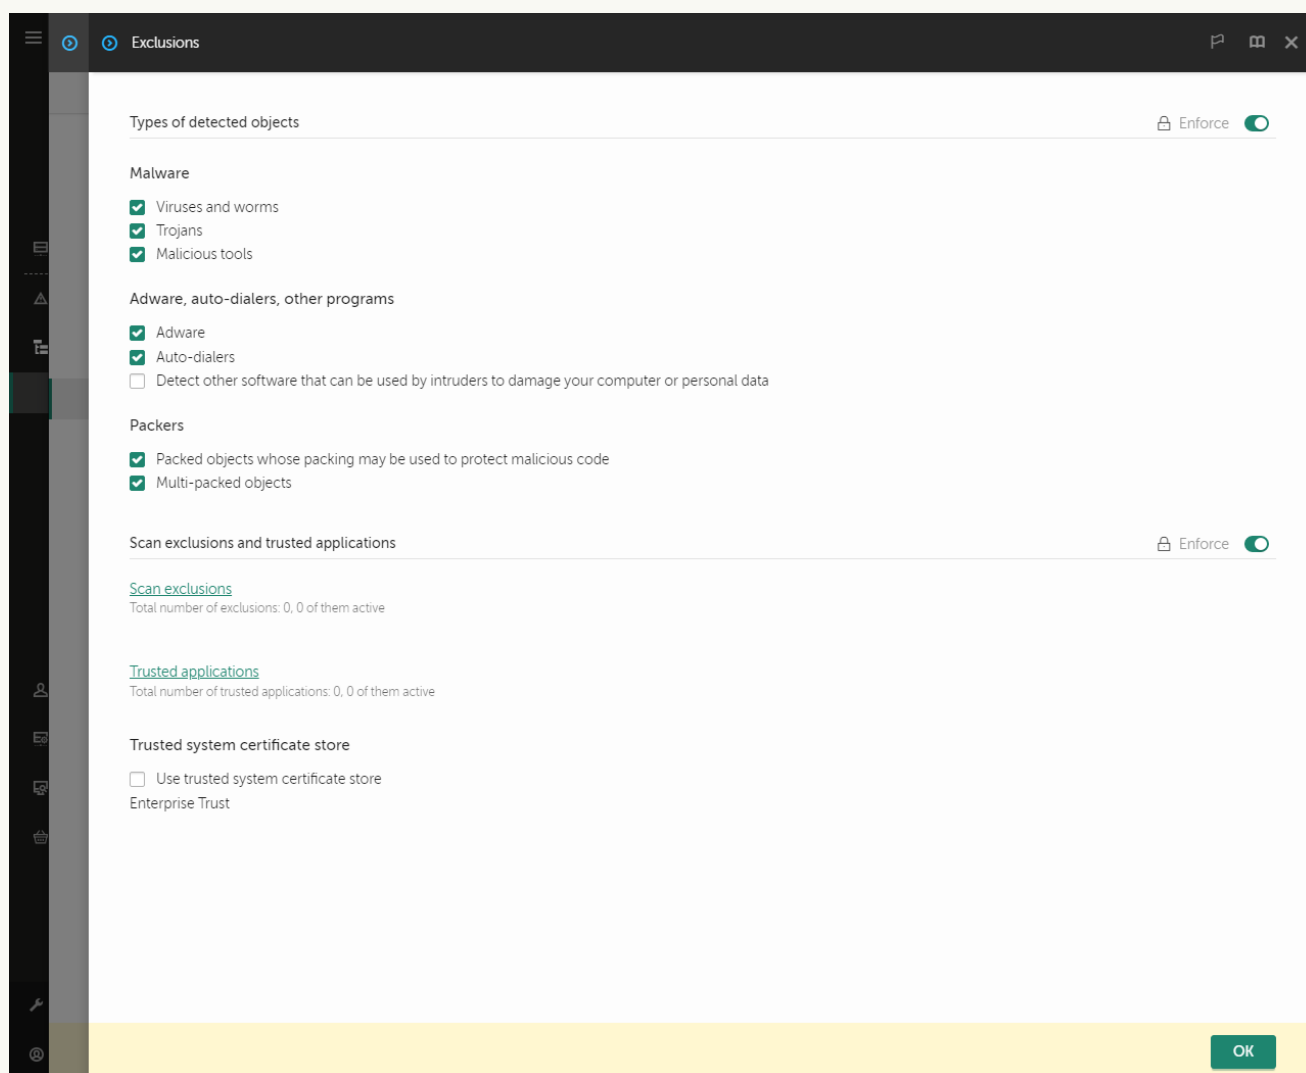 Exclusions
Types of detected objects
Enforce
Malware
Viruses and worms
Trojans
Malicious tools
Adware, auto-dialers, other programs
Adware
Auto-dialers
Detect other software that can be used by intruders to damage your computer or personal data
Packers
Packed objects whose packing may be used to protect malicious code
Multi-packed objects
Scan exclusions and trusted applications
Enforce
Scan exclusions
Total number of exclusions: 0, 0 of them active
Trusted applications
Total number of trusted applications: 0, 0 of them active
Trusted system certificate store
Use trusted system certificate store
Enterprise Trust
OK